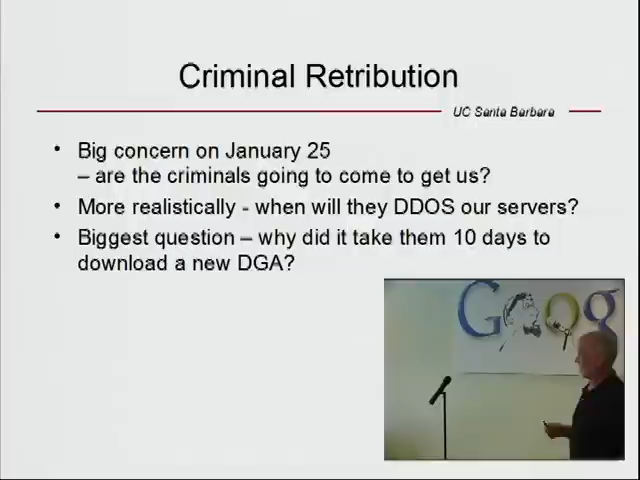 Criminal Retribution
UC Santa Barbara
• Big concern on January 25
– are the criminals going to come to get us?
• More realistically - when will they DDOS our servers?
• Biggest question – why did it take them 10 days to
download a new DGA?
Goog